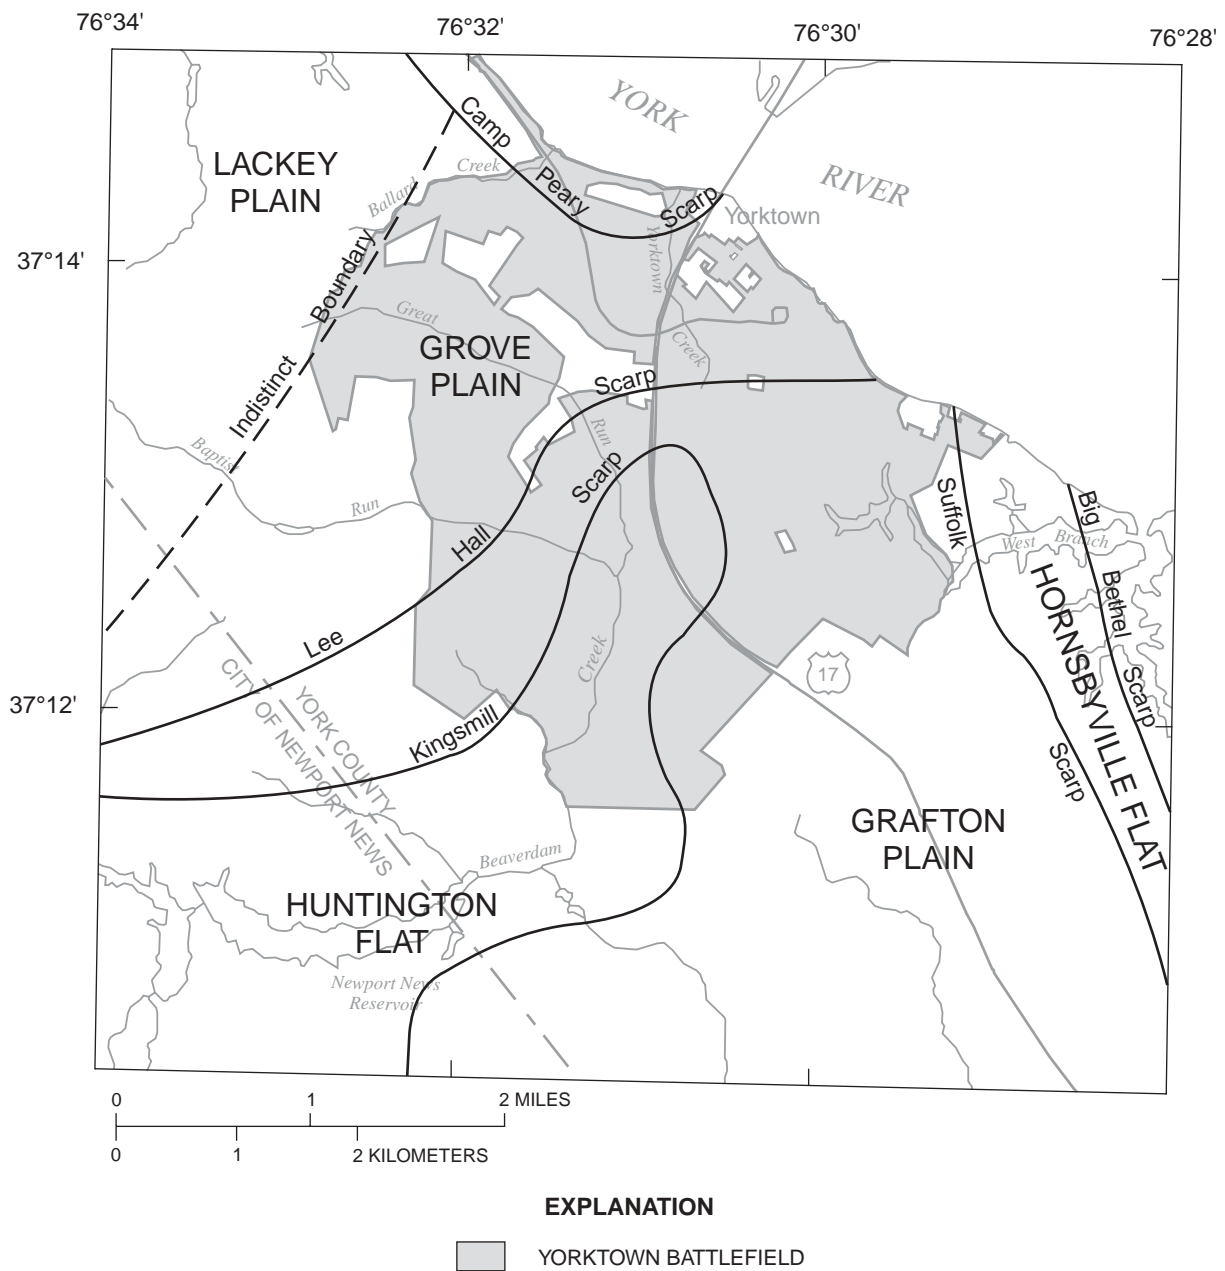 76°34'
76°32'
76°30'
76°28'
YORK
RIVER
Camp
Peary
Scarp
LACKEY
PLAIN
Creek
Ballard
Yorktown
Yorktown
Creek
37°14'
Indistinct
Boundary
Great
Run
GROVE
PLAIN
Scarp
Scarp
Baptist
Run
Hall
Lee
Kingsmill
Creek
Suffolk
Scarp
West Branch
Big
Bethel
Scarp
HORNSBYVILLE FLAT
17
37°12'
YORK COUNTY
CITY OF NEWPORT NEWS
GRAFTON
PLAIN
Beaverdam
HUNTINGTON
FLAT
Newport News
Reservoir
0 1 2 MILES
0 1 2 KILOMETERS
EXPLANATION
YORKTOWN BATTLEFIELD